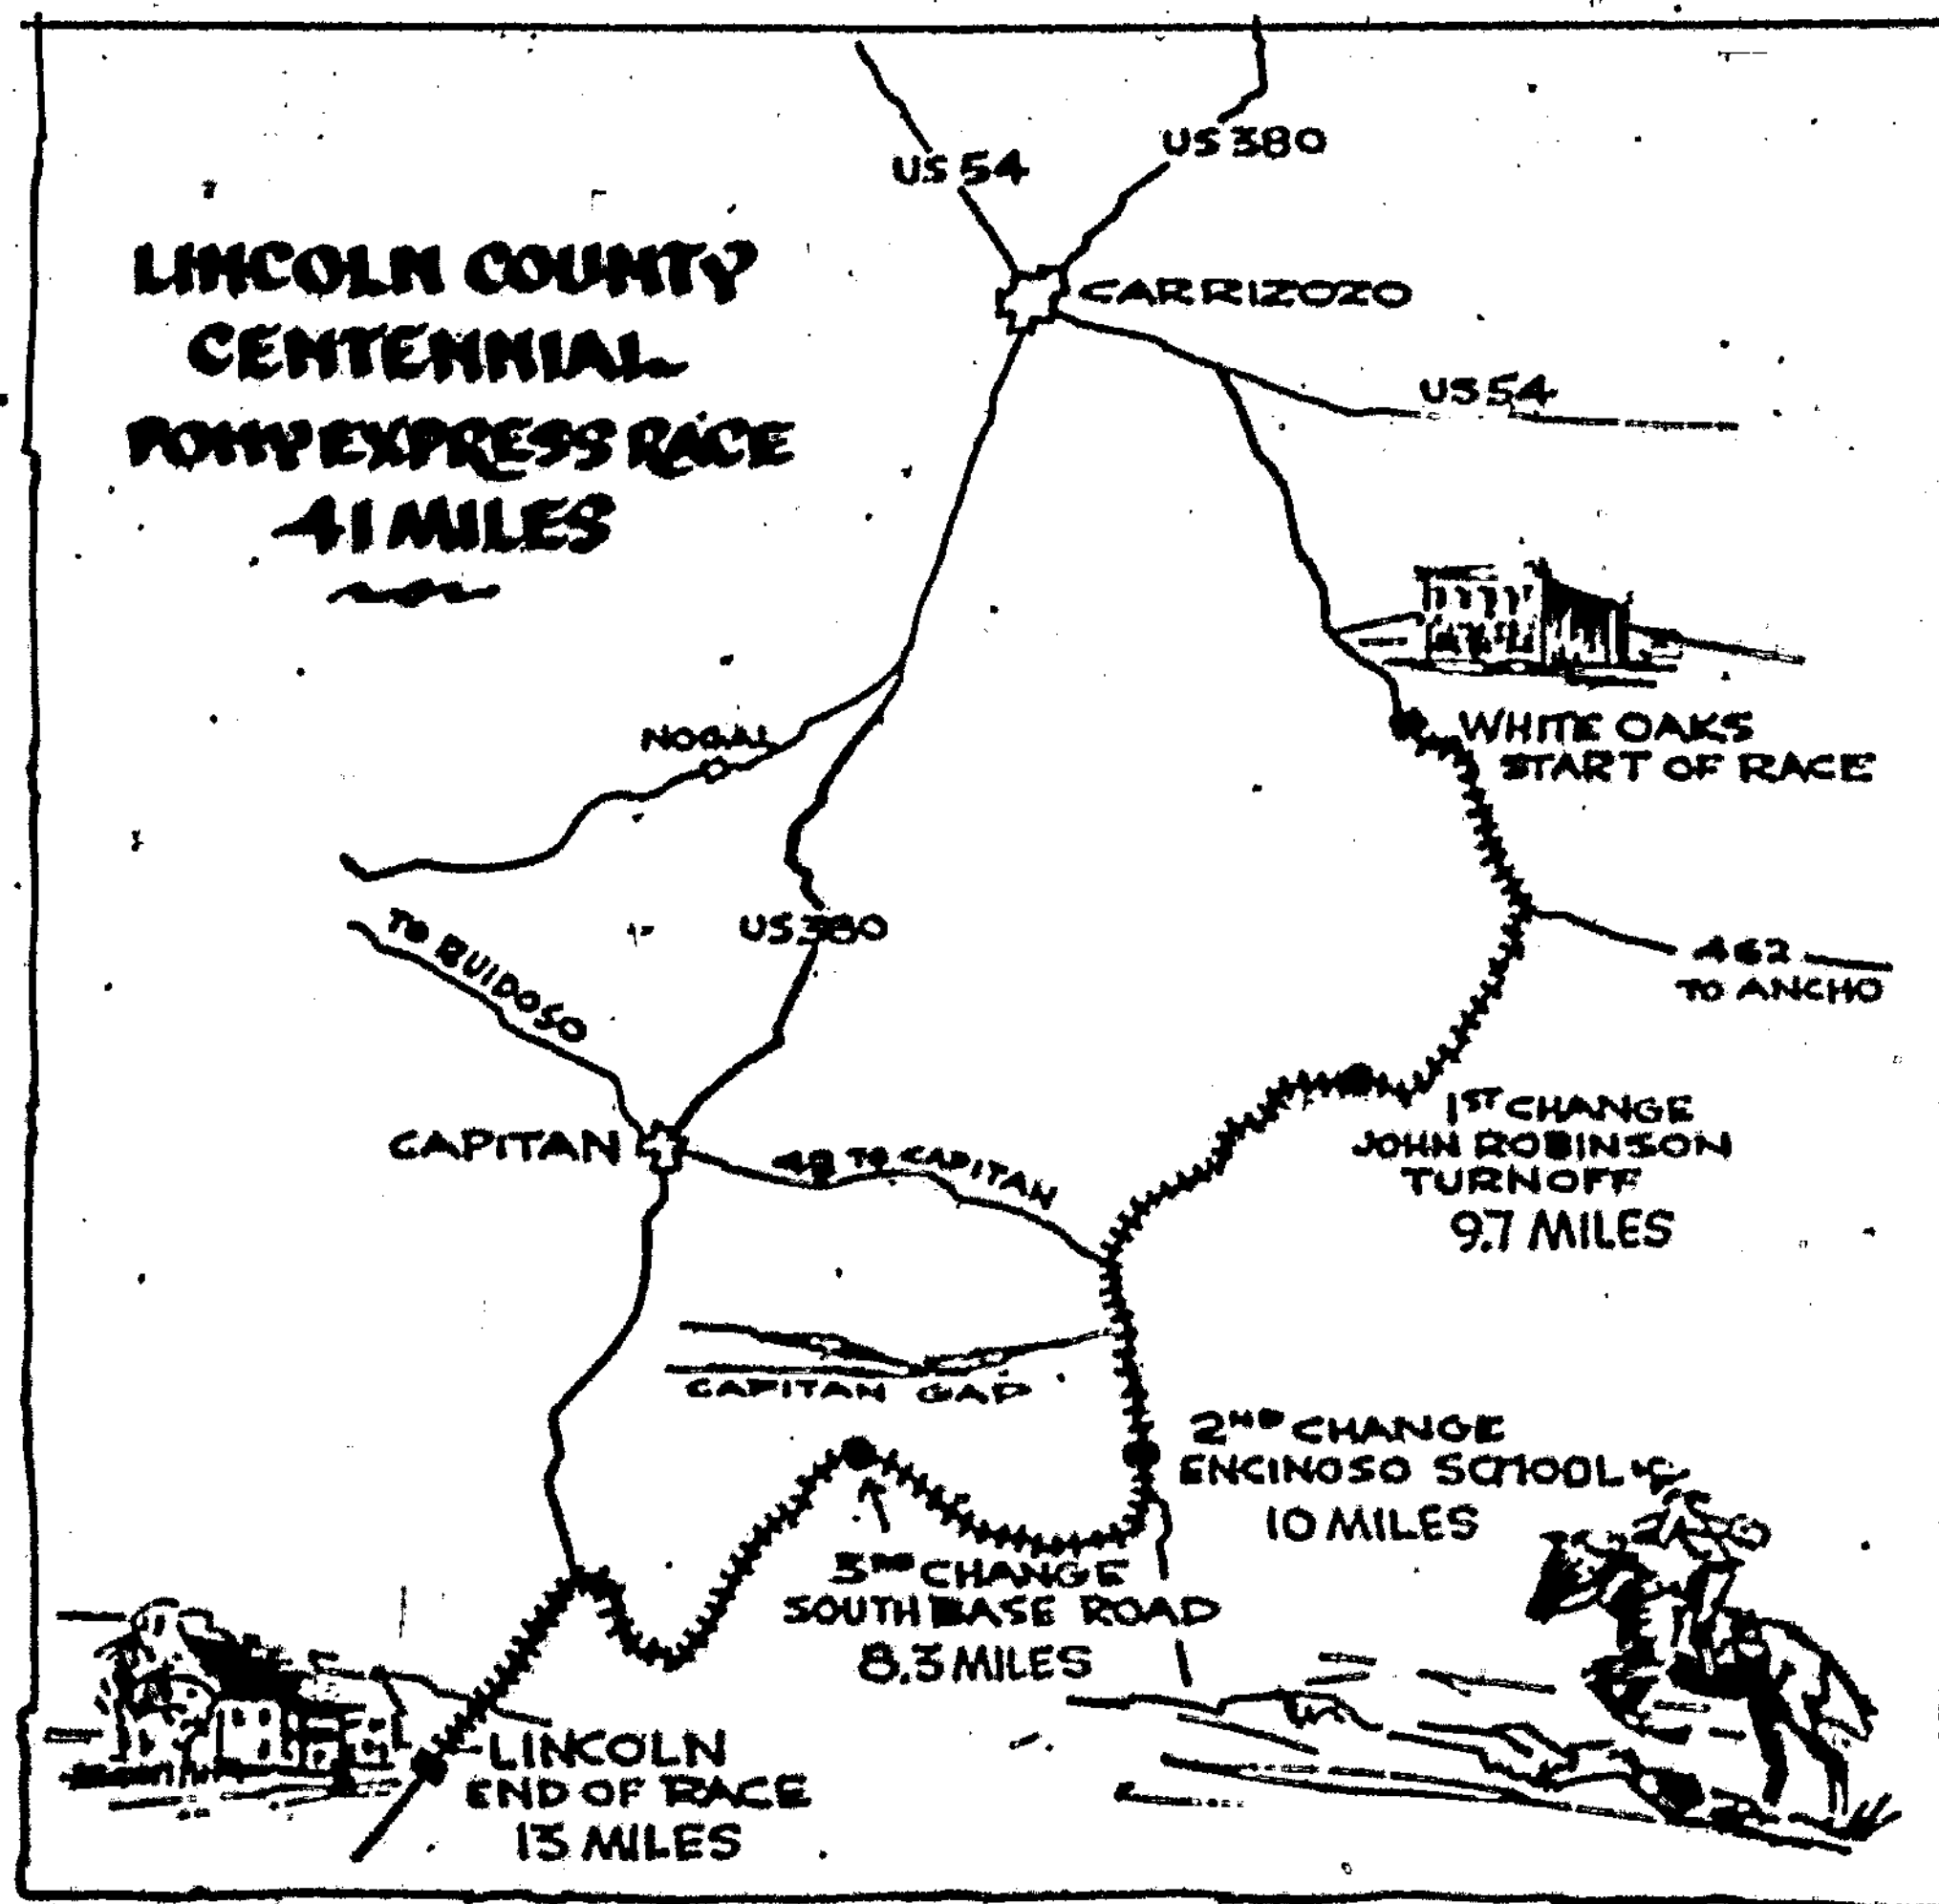 US 54
US 380
LINCOLN COUNTY
CENTENNIAL
PONY EXPRESS RACE
41 MILES
CARRIZOZO
US 54
WHITE OAKS
START OF RACE
NOGAL
US 380
TO RUIDOSO
462
TO ANCHO
CAPITAN
48 TO CAPITAN
1ST CHANGE
JOHN ROBINSON
TURNOFF
9.7 MILES
CAPITAN GAP
2ND CHANGE
ENCINOSO SCHOOL
10 MILES
3RD CHANGE
SOUTH BASE ROAD
8.3 MILES
LINCOLN
END OF RACE
13 MILES